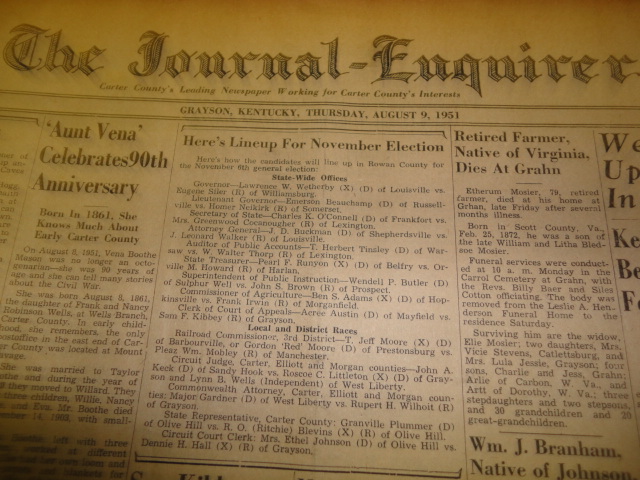 The Journal-Enquirer
Carter County's Leading Newspaper Working for Carter County's Interests
GRAYSON, KENTUCKY, THURSDAY, AUGUST 9, 1951
'Aunt Vena'
Celebrates 90th
Anniversary
Born In 1861, She
Knows Much About
Early Carter County
On August 8, 1951, Vena Boothe
Mason was no longer an oc-
togenarian—she was 90 years of
age and she can tell many stories
about the Civil War.
She was born August 8, 1861,
the daughter of Frank and Nancy
Robinson Wells, at Wells Branch,
Carter County. In early child-
hood, she remembers, the only
postoffice in the east end of Car-
ter County was located at Mount
Savage.
She was married to Taylor
Boothe and during the year of
they moved to Willard. They
three children, Willie, Nancy
and Eva. Mr. Boothe died
with small-
Boothe left with three
Here's Lineup For November Election
Here's how the candidates will line up in Rowan County for
the November 6th general election:
State-Wide Offices
Governor—Lawrence W. Wetherby (X) (D) of Louisville vs.
Eugene Siler (R) of Williamsburg.
Lieutenant Governor—Emerson Beauchamp (D) of Russell-
ville vs Homer Neikirk (R) of Somerset.
Secretary of State—Charles K. O'Connell (D) of Frankfort vs.
Mrs. Greenwood Cocanougher (R) of Lexington.
Attorney General—J. D. Buckman (D) of Shepherdsville vs.
J. Leonard Walker (R) of Louisville.
Auditor of Public Accounts—T. Herbert Tinsley (D) of War-
saw vs. W. Walter Thorp (R) of Lexington.
State Treasurer—Pearl F. Runyon (X) (D) of Belfry vs. Or-
ville M. Howard (R) of Harlan.
Superintendent of Public Instruction—Wendell P. Butler (D)
of Sulphur Well vs. John S. Brown (R) of Prospect.
Commissioner of Agriculture—Ben S. Adams (X) (D) of Hop-
kinsville vs Frank Irwin (R) of Morganfield.
Clerk of Court of Appeals—Acree Austin (D) of Mayfield vs.
Sam F. Kibbey (R) of Grayson.
Local and District Races
Railroad Commissioner, 3rd District—T. Jeff Moore (X) (D)
of Barbourville, or Gordon 'Red' Moore (D) of Prestonsburg vs.
Pleaz Wm. Mobley (R) of Manchester.
Circuit Judge, Carter, Elliott and Morgan counties—John A.
Keck (D) of Sandy Hook vs. Roscoe C. Littleton (X) (D) of Gray-
son and Lynn B. Wells (Independent) of West Liberty.
Commonwealth Attorney, Carter, Elliott and Morgan coun-
ties: Major Gardner (D) of West Liberty vs Rupert H. Wilhoit (R)
of Grayson.
State Representative, Carter County: Granville Plummer (D)
of Olive Hill vs. R. O. (Ritchie) Blevins (X) (R) of Olive Hill.
Circuit Court Clerk: Mrs. Ethel Johnson (D) of Olive Hill vs.
Dennie H. Hall (X) (R) of Grayson.
Retired Farmer,
Native of Virginia,
Dies At Grahn
Etherum Mosier, 79, retired
farmer, died at his home at
Grhan, late Friday after several
months illness.
Born in Scott County, Va.,
Feb. 25, 1872, he was a son of
the late William and Litha Bled-
soe Mosier.
Funeral services were conduct-
ed at 10 a. m. Monday in the
Carroll Cemetery at Grahn, with
the Revs. Billy Boer and Silas
Cotton officiating. The body was
removed from the Leslie A. Hen-
derson Funeral Home to the
residence Saturday.
Surviving him are the widow,
Elie Mosier; two daughters, Mrs.
Vicie Stevens, Catlettsburg, and
Mrs. Lula Jessie, Grayson; four
sons, Charlie and Jess, Grahn;
Arlie of Carbon, W. Va., and
Artt of Dorothy, W. Va.; three
stepdaughters and two stepsons,
and 30 grandchildren and 20
great-grandchildren.
Wm. J. Branham,
Native of Johnson
We
Up
In
Ke
Be
Fo